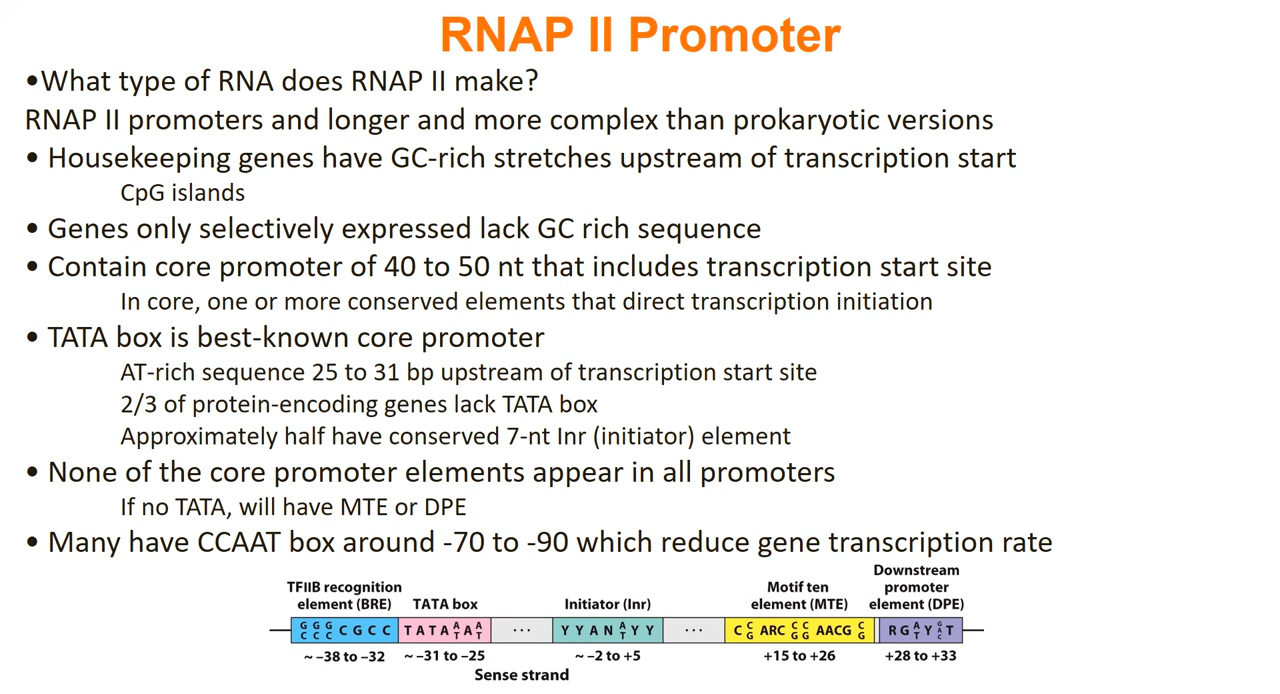 RNAP II Promoter
•What type of RNA does RNAP II make?
RNAP II promoters and longer and more complex than prokaryotic versions
• Housekeeping genes have GC-rich stretches upstream of transcription start
CpG islands
• Genes only selectively expressed lack GC rich sequence
• Contain core promoter of 40 to 50 nt that includes transcription start site
In core, one or more conserved elements that direct transcription initiation
• TATA box is best-known core promoter
AT-rich sequence 25 to 31 bp upstream of transcription start site
2/3 of protein-encoding genes lack TATA box
Approximately half have conserved 7-nt Inr (initiator) element
• None of the core promoter elements appear in all promoters
If no TATA, will have MTE or DPE
• Many have CCAAT box around -70 to -90 which reduce gene transcription rate
TFIIB recognition
element (BRE)
TATA box
Initiator (Inr)
Motif ten
element (MTE)
Downstream
promoter
element (DPE)
G/C G/C G/C C G C C
T A T A A/T A A/T
...
Y Y A N A/T Y Y
...
C C/G ARC C/G C/G AACG C/G
R G A/T Y G/A/C T
~ –38 to –32
~ –31 to –25
~ –2 to +5
+15 to +26
+28 to +33
Sense strand